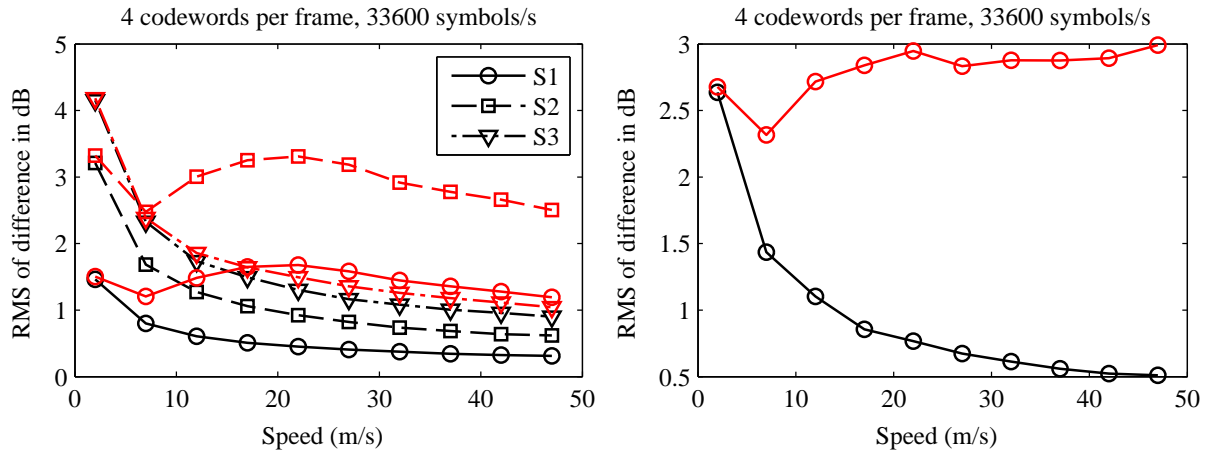 4 codewords per frame, 33600 symbols/s
RMS of difference in dB
5
4
3
2
1
0
0
10
20
30
40
50
Speed (m/s)
S1
S2
S3
4 codewords per frame, 33600 symbols/s
RMS of difference in dB
3
2.5
2
1.5
1
0.5
0
10
20
30
40
50
Speed (m/s)